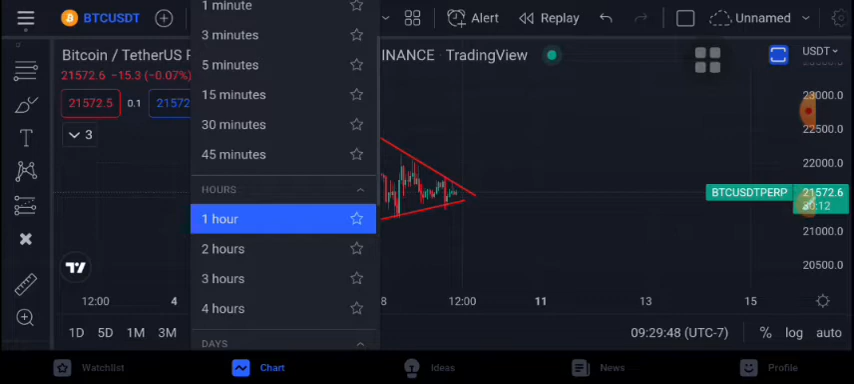 BTCUSDT
1 minute
Alert
Replay
Unnamed
Bitcoin / TetherUS P
INANCE · TradingView
USDT
21572.6 −15.3 (−0.07%)
21572.5
0.1
21572
3
3 minutes
5 minutes
15 minutes
30 minutes
45 minutes
HOURS
1 hour
2 hours
3 hours
4 hours
DAYS
23000.0
22500.0
22000.0
BTCUSDTPERP
21572.6
30:12
21000.0
20500.0
12:00
4
8
12:00
11
13
15
1D
5D
1M
3M
09:29:48 (UTC-7)
%
log
auto
Watchlist
Chart
Ideas
News
Profile